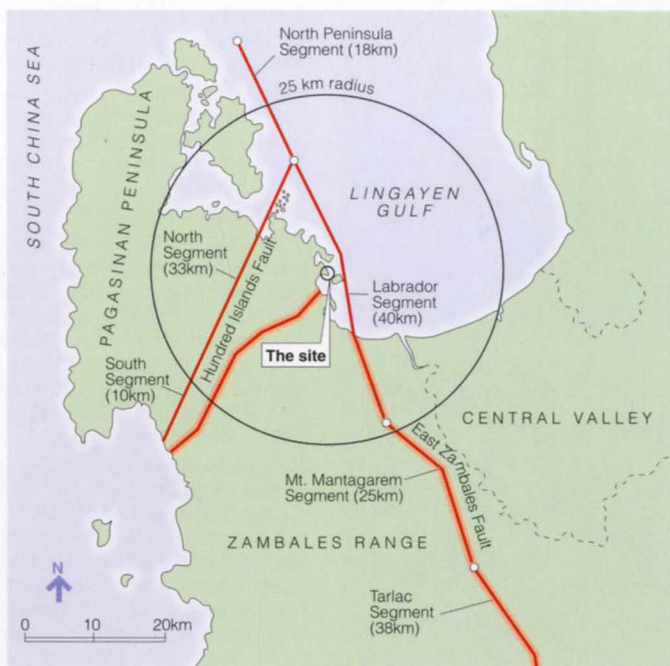 North Peninsula
Segment (18km)
25 km radius
SOUTH CHINA SEA
PAGASINAN PENINSULA
LINGAYEN
GULF
North
Segment
(33km)
Hundred Islands Fault
Labrador
Segment
(40km)
The site
South
Segment
(10km)
CENTRAL VALLEY
East Zambales Fault
Mt. Mantagarem
Segment (25km)
ZAMBALES RANGE
N
Tarlac
Segment
(38km)
0 10 20km